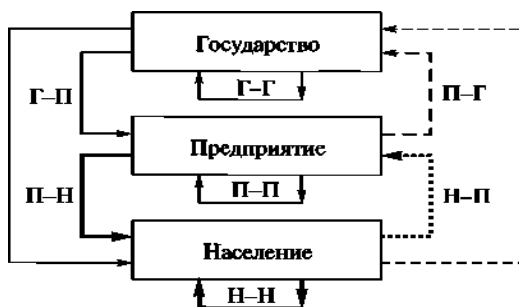 Государство
Г–Г
Г–П
П–Г
Предприятие
П–П
П–Н
Н–П
Население
Н–Н